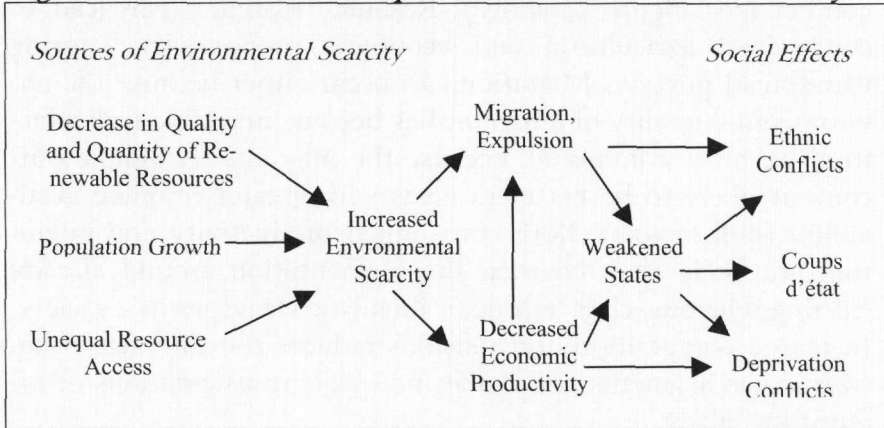 Sources of Environmental Scarcity
Social Effects
Decrease in Quality
and Quantity of Re-
newable Resources
Population Growth
Unequal Resource
Access
Increased
Envronmental
Scarcity
Migration,
Expulsion
Decreased
Economic
Productivity
Weakened
States
Ethnic
Conflicts
Coups
d'état
Deprivation
Conflicts